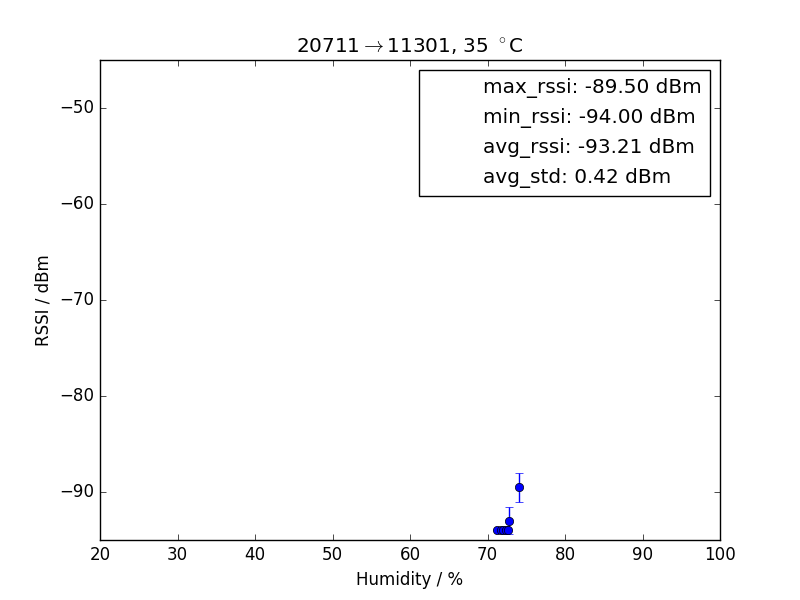 20711→11301, 35 °C
max_rssi: -89.50 dBm
min_rssi: -94.00 dBm
avg_rssi: -93.21 dBm
avg_std: 0.42 dBm
RSSI / dBm
−50
−60
−70
−80
−90
20 30 40 50 60 70 80 90 100
Humidity / %